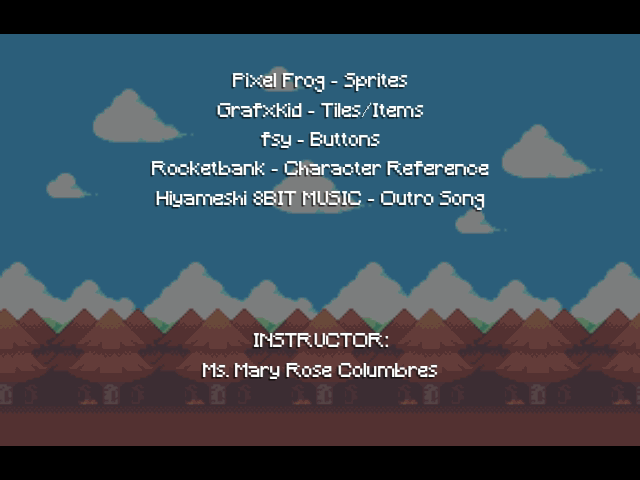 Pixel Frog - Sprites
GrafxKid - Tiles/Items
fsy - Buttons
Rocketbank - Character Reference
Hiyameshi 8BIT MUSIC - Outro Song
INSTRUCTOR:
Ms. Mary Rose Columbres